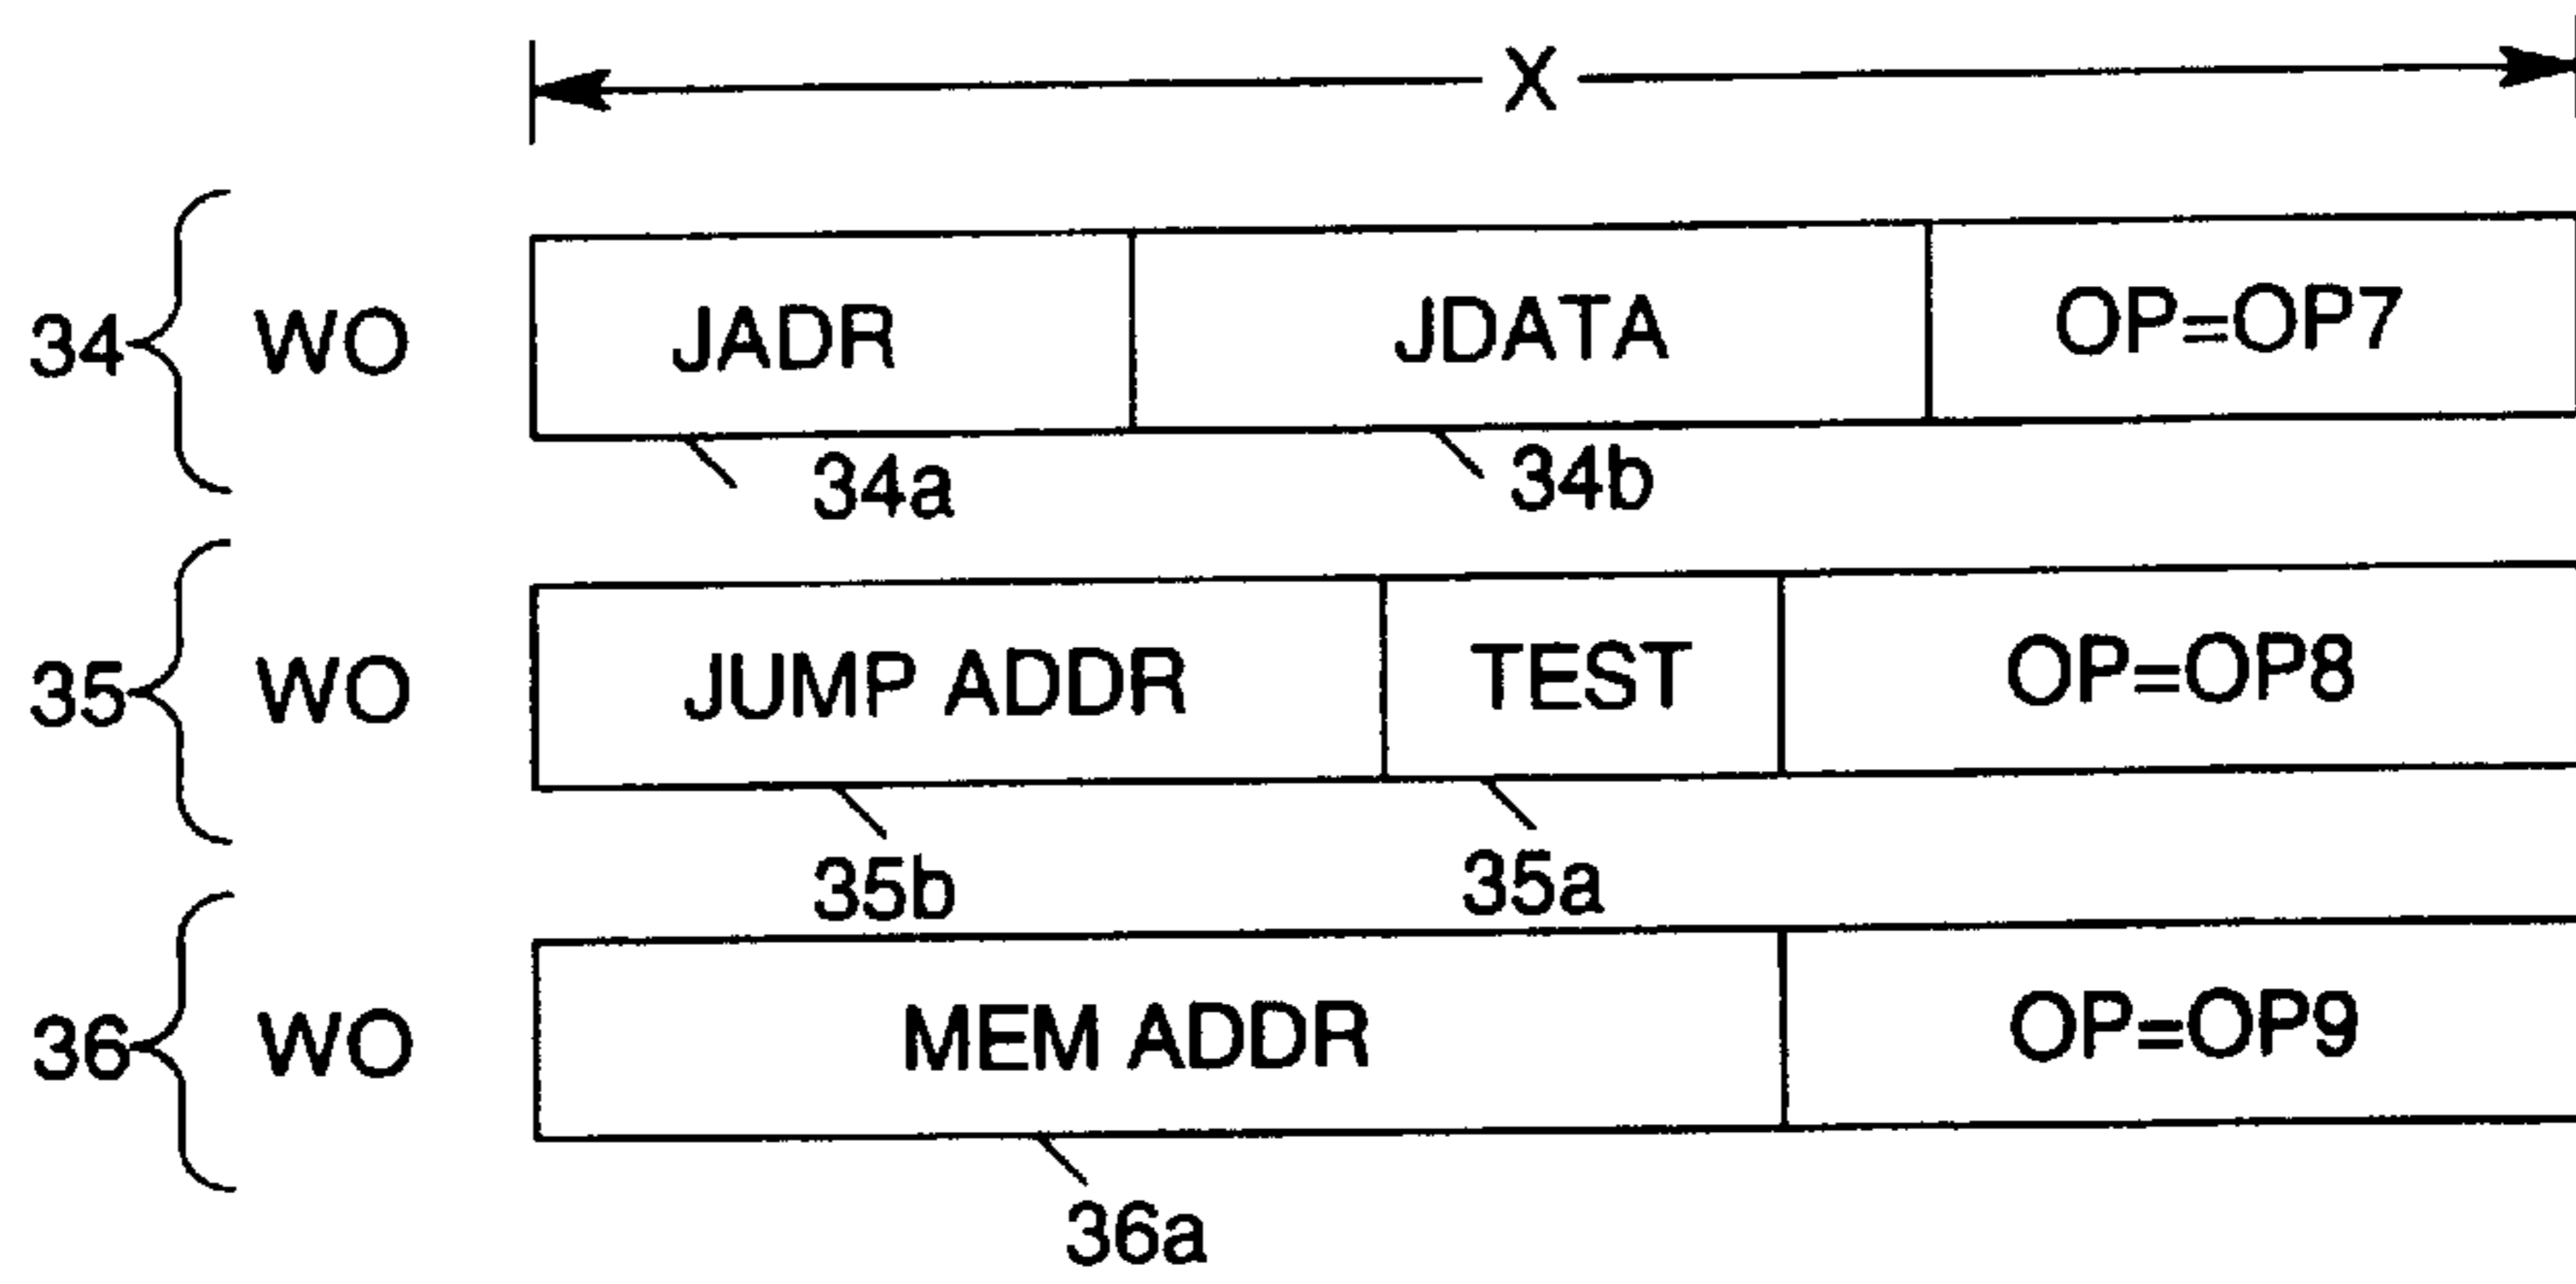 X
34 WO JADR JDATA OP=OP7
34a 34b
35 WO JUMP ADDR TEST OP=OP8
35b 35a
36 WO MEM ADDR OP=OP9
36a